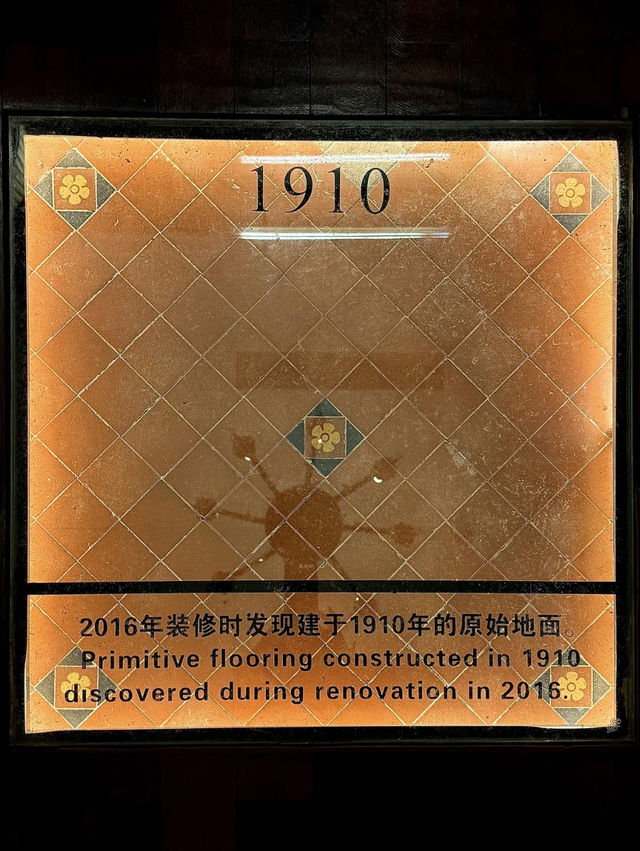 1910
2016年装修时发现建于1910年的原始地面。
Primitive flooring constructed in 1910
discovered during renovation in 2016.